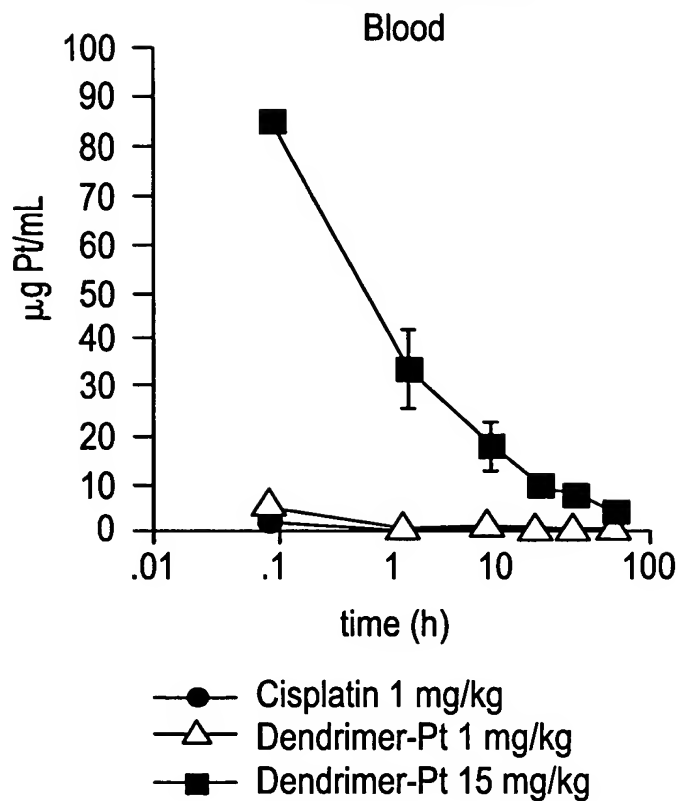 Blood
100
90
80
70
60
50
40
30
20
10
0
µg Pt/mL
.01 .1 1 10 100
time (h)
Cisplatin 1 mg/kg
Dendrimer-Pt 1 mg/kg
Dendrimer-Pt 15 mg/kg